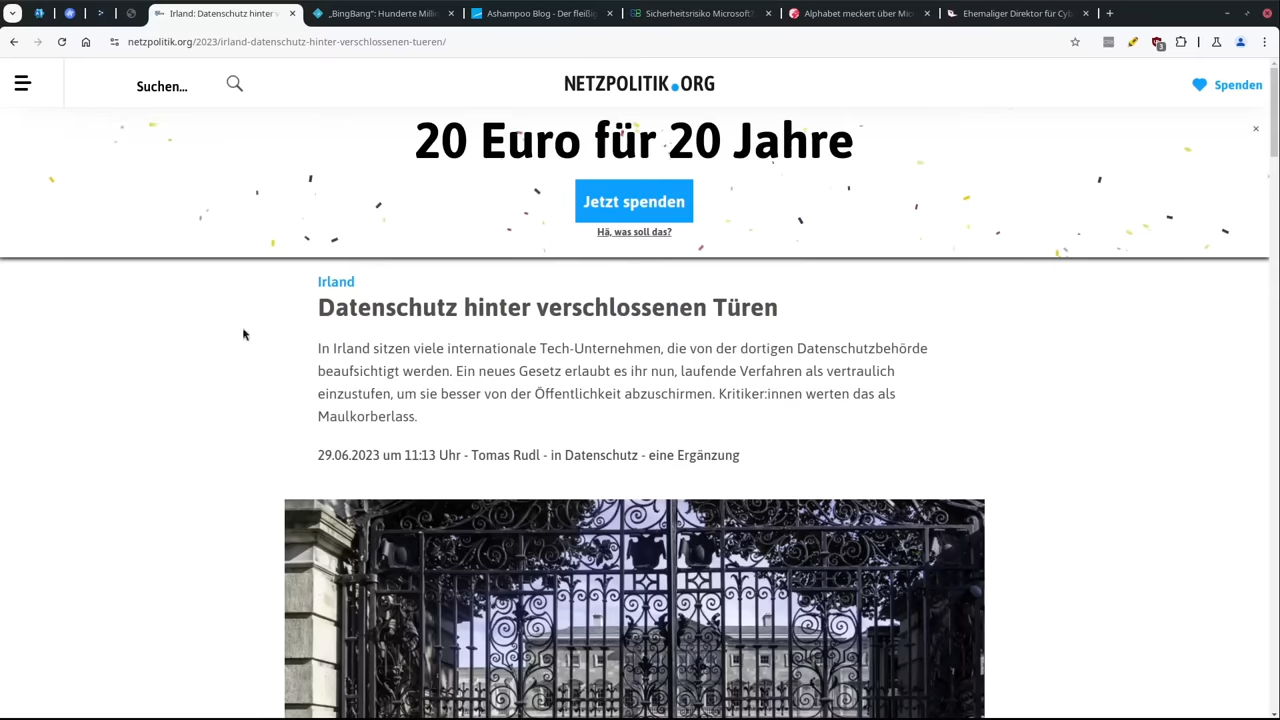 Irland: Datenschutz hinter v
„BingBang“: Hunderte Milli
Ashampoo Blog - Der fleißig
Sicherheitsrisiko Microsoft?
Alphabet meckert über Mic
Ehemaliger Direktor für Cyb
netzpolitik.org/2023/irland-datenschutz-hinter-verschlossenen-tueren/
3
Suchen...
NETZPOLITIK.ORG
Spenden
20 Euro für 20 Jahre
Jetzt spenden
Hä, was soll das?
Irland
Datenschutz hinter verschlossenen Türen
In Irland sitzen viele internationale Tech-Unternehmen, die von der dortigen Datenschutzbehörde
beaufsichtigt werden. Ein neues Gesetz erlaubt es ihr nun, laufende Verfahren als vertraulich
einzustufen, um sie besser von der Öffentlichkeit abzuschirmen. Kritiker:innen werten das als
Maulkorberlass.
29.06.2023 um 11:13 Uhr - Tomas Rudl - in Datenschutz - eine Ergänzung